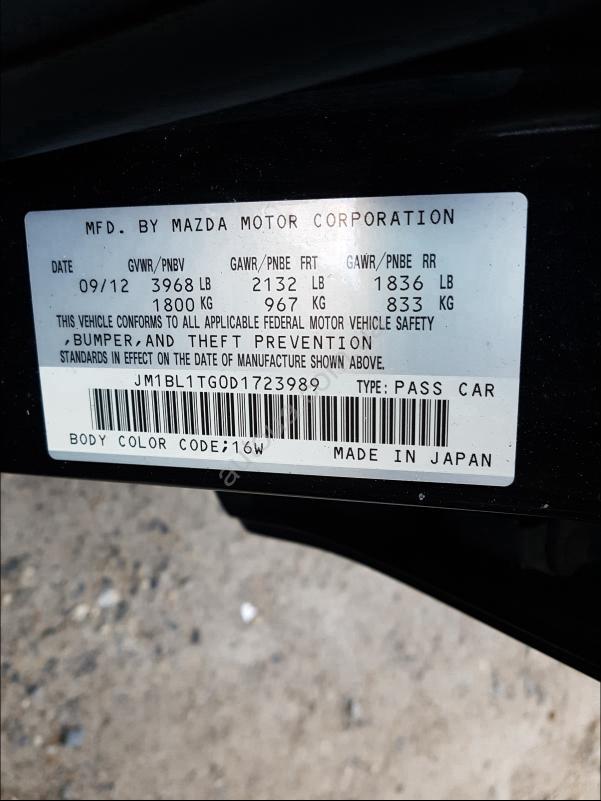 MFD. BY MAZDA MOTOR CORPORATION
DATE GVWR/PNBV GAWR/PNBE FRT GAWR/PNBE RR
09/12 3968 LB 2132 LB 1836 LB
1800 KG 967 KG 833 KG
THIS VEHICLE CONFORMS TO ALL APPLICABLE FEDERAL MOTOR VEHICLE SAFETY
,BUMPER,AND THEFT PREVENTION
STANDARDS IN EFFECT ON THE DATE OF MANUFACTURE SHOWN ABOVE.
JM1BL1TG0D1723989 TYPE: PASS CAR
BODY COLOR CODE;16W MADE IN JAPAN